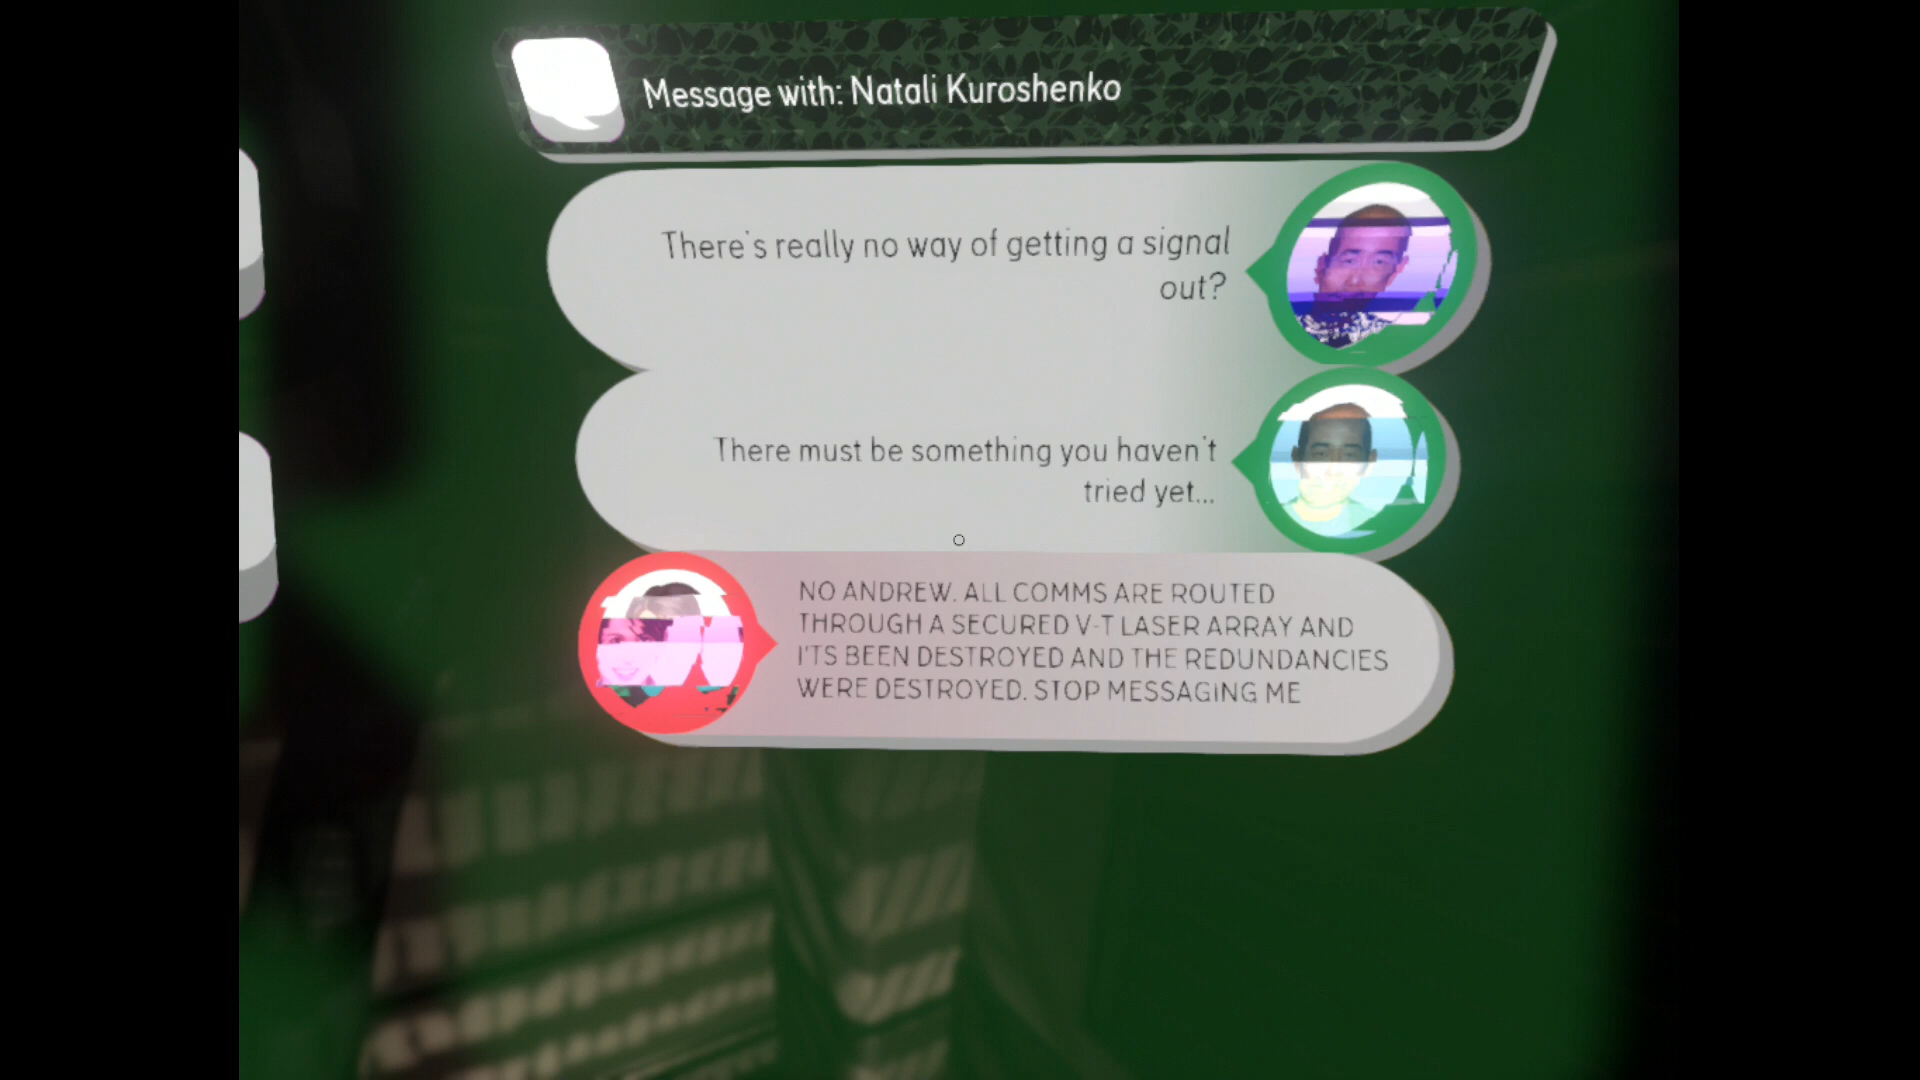 Message with: Natali Kuroshenko
There's really no way of getting a signal
out?
There must be something you haven't
tried yet...
NO ANDREW. ALL COMMS ARE ROUTED
THROUGH A SECURED V-T LASER ARRAY AND
I'TS BEEN DESTROYED AND THE REDUNDANCIES
WERE DESTROYED. STOP MESSAGING ME